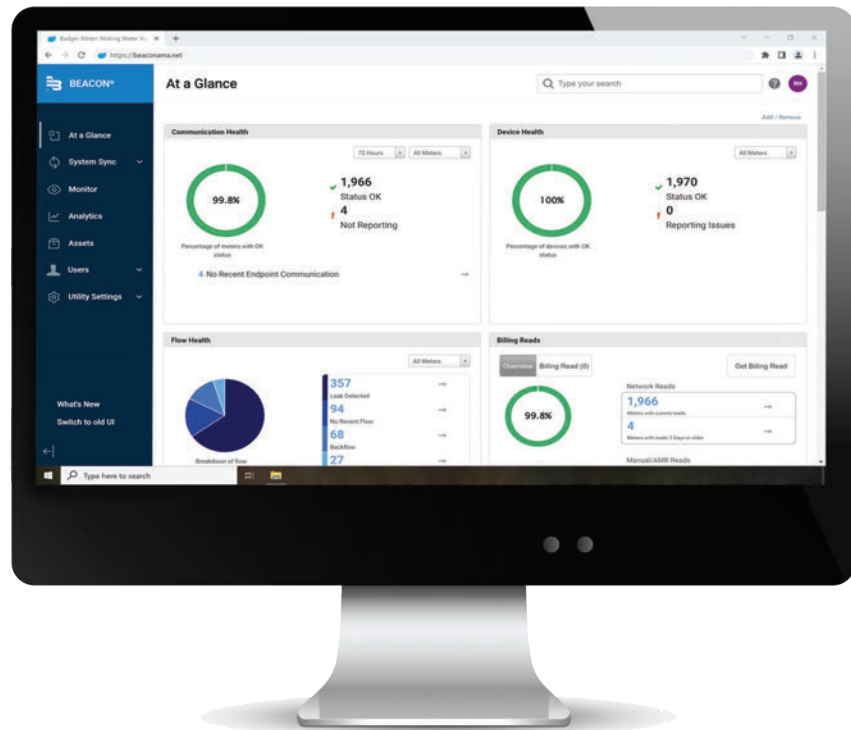 Badger Meter: Making Water Vi
https://beaconama.net
BEACON®
At a Glance
Type your search
Add / Remove
At a Glance
System Sync
Monitor
Analytics
Assets
Users
Utility Settings
What's New
Switch to old UI
Communication Health
72 Hours
All Meters
99.8%
Percentage of meters with OK
status
1,966
Status OK
4
Not Reporting
4 No Recent Endpoint Communication
Device Health
All Meters
100%
Percentage of devices with OK
status
1,970
Status OK
0
Reporting Issues
Flow Health
All Meters
Breakdown of flow
357
Leak Detected
94
No Recent Flow
68
Backflow
27
Billing Reads
Overview
Billing Read (0)
Get Billing Read
99.8%
Network Reads
1,966
Meters with current reads
4
Meters with reads 3 Days or older
Manual/AMR Reads
Type here to search